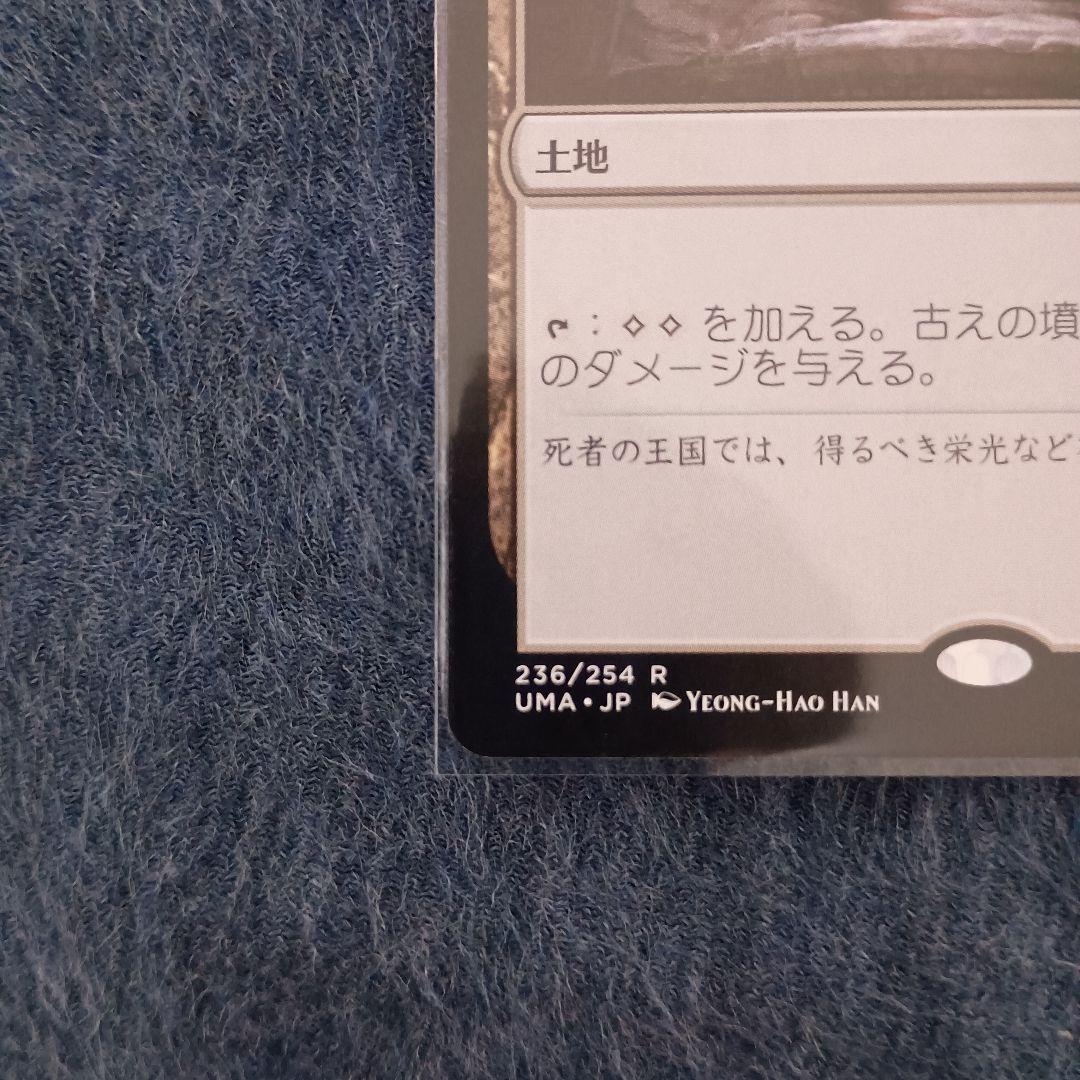 土地
:◇◇ を加える。古えの墳
のダメージを与える。
死者の王国では、得るべき栄光など
236/254 R
UMA•JP YEONG-HAO HAN